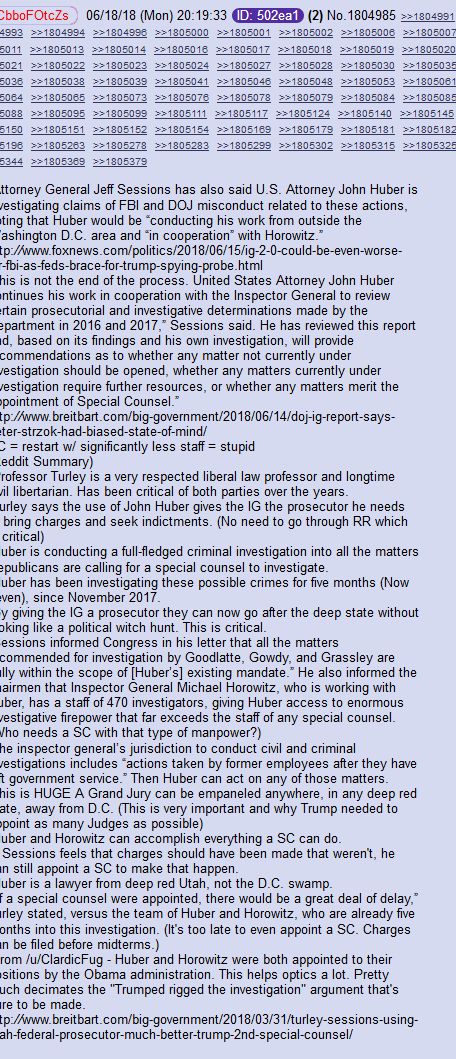 CbboFOtcZs 06/18/18 (Mon) 20:19:33 ID: 502ea1 (2) No.1804985 >>1804991
4993 >>1804994 >>1804996 >>1805000 >>1805001 >>1805002 >>1805006 >>1805007
5011 >>1805013 >>1805014 >>1805016 >>1805017 >>1805018 >>1805019 >>180502
5021 >>1805022 >>1805023 >>1805024 >>1805027 >>1805028 >>1805030 >>180503
5036 >>1805038 >>1805039 >>1805041 >>1805046 >>1805048 >>1805053 >>1805061
5064 >>1805065 >>1805073 >>1805076 >>1805078 >>1805079 >>1805084 >>180508
5088 >>1805095 >>1805099 >>1805111 >>1805117 >>1805124 >>1805140 >>1805145
5150 >>1805151 >>1805152 >>1805154 >>1805169 >>1805179 >>1805181 >>1805182
5196 >>1805263 >>1805278 >>1805283 >>1805299 >>1805302 >>1805315 >>180532
5344 >>1805369 >>1805379
ttorney General Jeff Sessions has also said U.S. Attorney John Huber is
vestigating claims of FBI and DOJ misconduct related to these actions,
oting that Huber would be “conducting his work from outside the
ashington D.C. area and “in cooperation” with Horowitz.”
tp://www.foxnews.com/politics/2018/06/15/ig-2-0-could-be-even-worse-
r-fbi-as-feds-brace-for-trump-spying-probe.html
his is not the end of the process. United States Attorney John Huber
ontinues his work in cooperation with the Inspector General to review
rtain prosecutorial and investigative determinations made by the
epartment in 2016 and 2017,” Sessions said. He has reviewed this report
nd, based on its findings and his own investigation, will provide
commendations as to whether any matter not currently under
vestigation should be opened, whether any matters currently under
vestigation require further resources, or whether any matters merit the
ppointment of Special Counsel.”
tp://www.breitbart.com/big-government/2018/06/14/doj-ig-report-says-
eter-strzok-had-biased-state-of-mind/
C = restart w/ significantly less staff = stupid
eddit Summary)
rofessor Turley is a very respected liberal law professor and longtime
vil libertarian. Has been critical of both parties over the years.
urley says the use of John Huber gives the IG the prosecutor he needs
bring charges and seek indictments. (No need to go through RR which
critical)
uber is conducting a full-fledged criminal investigation into all the matters
epublicans are calling for a special counsel to investigate.
uber has been investigating these possible crimes for five months (Now
even), since November 2017.
y giving the IG a prosecutor they can now go after the deep state without
oking like a political witch hunt. This is critical.
essions informed Congress in his letter that all the matters
commended for investigation by Goodlatte, Gowdy, and Grassley are
lly within the scope of [Huber's] existing mandate.” He also informed the
hairmen that Inspector General Michael Horowitz, who is working with
uber, has a staff of 470 investigators, giving Huber access to enormous
vestigative firepower that far exceeds the staff of any special counsel.
Who needs a SC with that type of manpower?)
he inspector general's jurisdiction to conduct civil and criminal
vestigations includes “actions taken by former employees after they have
ft government service.” Then Huber can act on any of those matters.
his is HUGE A Grand Jury can be empaneled anywhere, in any deep red
ate, away from D.C. (This is very important and why Trump needed to
ppoint as many Judges as possible)
uber and Horowitz can accomplish everything a SC can do.
Sessions feels that charges should have been made that weren't, he
an still appoint a SC to make that happen.
uber is a lawyer from deep red Utah, not the D.C. swamp.
f a special counsel were appointed, there would be a great deal of delay,”
urley stated, versus the team of Huber and Horowitz, who are already five
onths into this investigation. (It's too late to even appoint a SC. Charges
an be filed before midterms.)
rom /u/ClardicFug - Huber and Horowitz were both appointed to their
ositions by the Obama administration. This helps optics a lot. Pretty
uch decimates the "Trumped rigged the investigation" argument that's
ure to be made.
tp://www.breitbart.com/big-government/2018/03/31/turley-sessions-using-
ah-federal-prosecutor-much-better-trump-2nd-special-counsel/